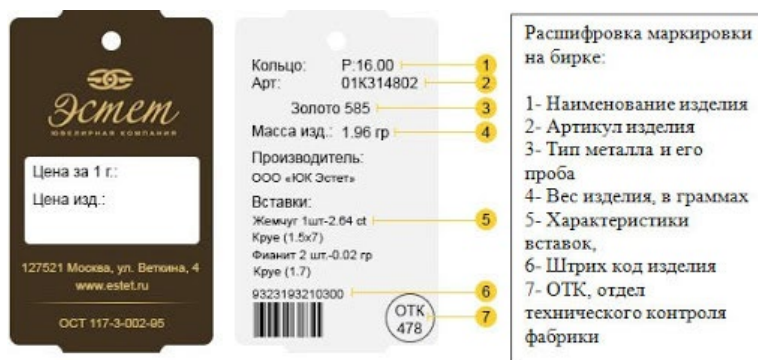 Эстет
ЮВЕЛИРНАЯ КОМПАНИЯ
Цена за 1 г.:
Цена изд.:
127521 Москва, ул. Веткина, 4
www.estet.ru
ОСТ 117-3-002-95
Кольцо: Р:16.00 1
Арт: 01К314802 2
Золото 585 3
Масса изд.: 1.96 гр 4
Производитель:
ООО «ЮК Эстет»
Вставки:
Жемчуг 1шт-2.64 ct 5
Круе (1.5x7)
Фианит 2 шт.-0.02 гр
Круе (1.7)
9323193210300 6
ОТК
478 7
Расшифровка маркировки
на бирке:
1- Наименование изделия
2- Артикул изделия
3- Тип металла и его
проба
4- Вес изделия, в граммах
5- Характеристики
вставок,
6- Штрих код изделия
7- ОТК, отдел
технического контроля
фабрики